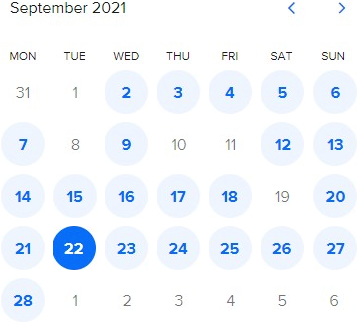 September 2021
MON TUE WED THU FRI SAT SUN
31 1 2 3 4 5 6
7 8 9 10 11 12 13
14 15 16 17 18 19 20
21 22 23 24 25 26 27
28 1 2 3 4 5 6